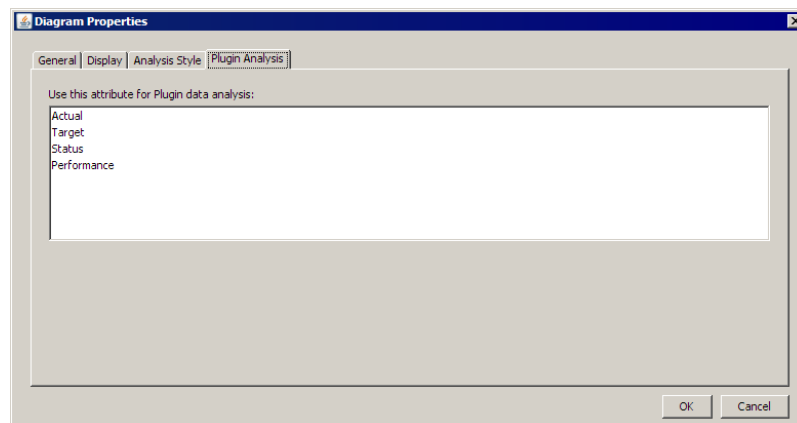 Diagram Properties
General Display Analysis Style Plugin Analysis
Use this attribute for Plugin data analysis:
Actual
Target
Status
Performance
OK Cancel